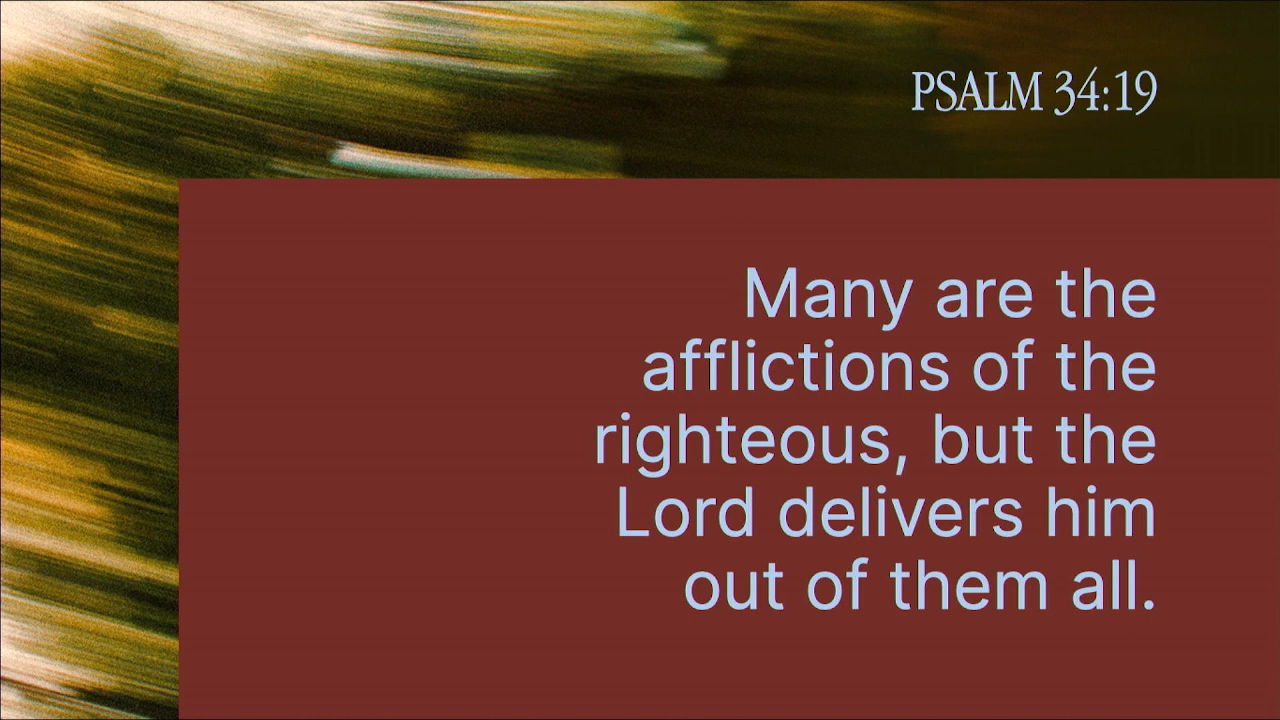 PSALM 34:19
Many are the
afflictions of the
righteous, but the
Lord delivers him
out of them all.